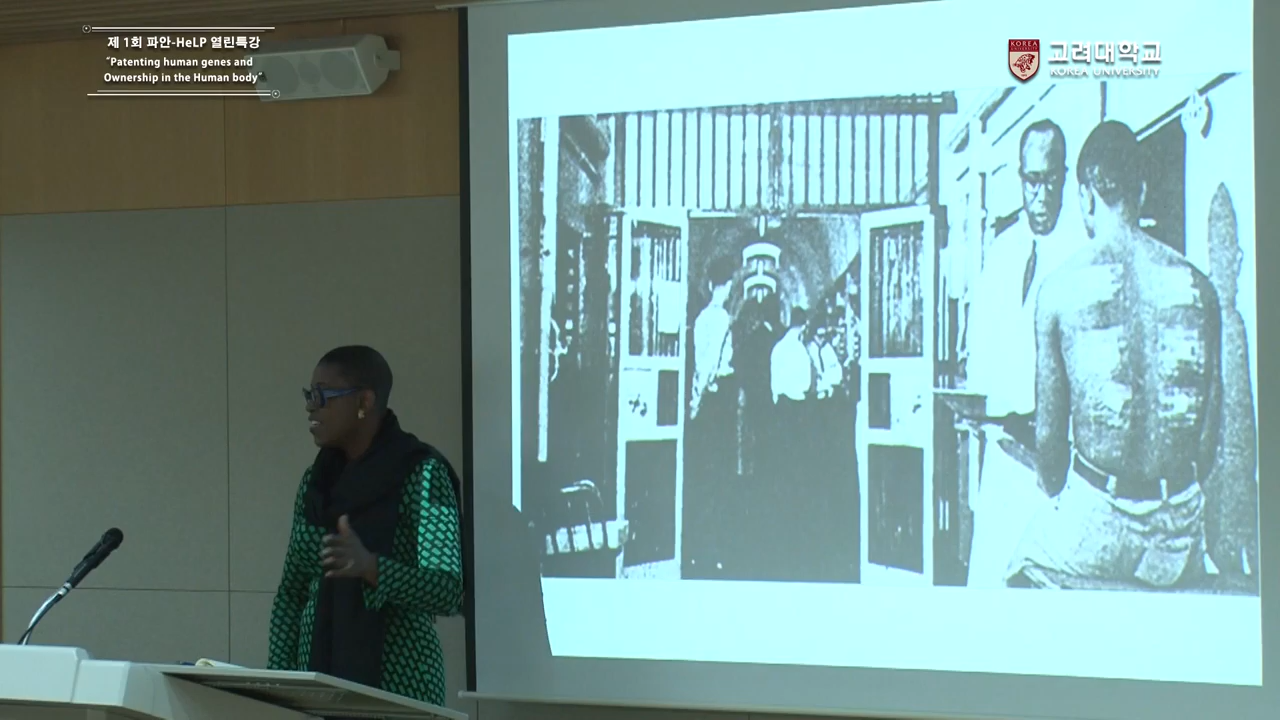 제 1회 파안-HeLP 열린특강
“Patenting human genes and
Ownership in the Human body”
KOREA
고려대학교
KOREA UNIVERSITY